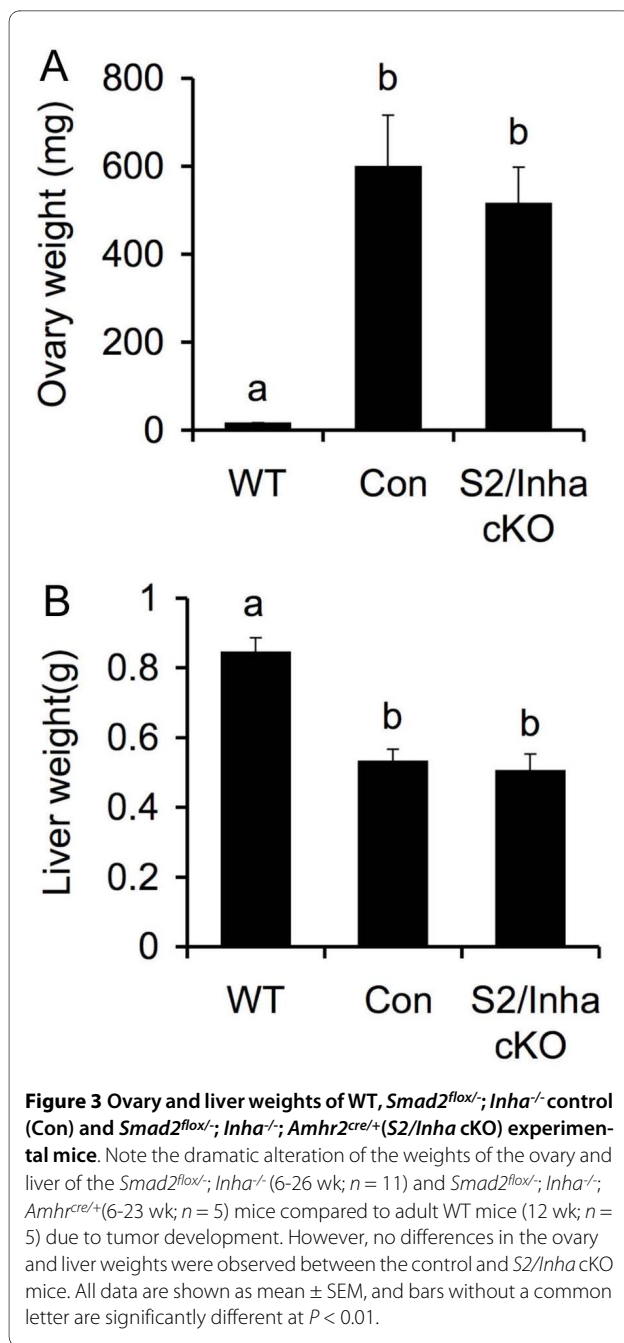 A
Ovary weight (mg)
800
600
400
200
0
a
b
b
WT
Con
S2/Inha
cKO
B
Liver weight(g)
1
0.8
0.6
0.4
0.2
0
a
b
b
WT
Con
S2/Inha
cKO
Figure 3 Ovary and liver weights of WT, Smad2flox/-; Inha-/- control
(Con) and Smad2flox/-; Inha-/-; Amhr2cre/+(S2/Inha cKO) experimen-
tal mice. Note the dramatic alteration of the weights of the ovary and
liver of the Smad2flox/-; Inha-/- (6-26 wk; n = 11) and Smad2flox/-; Inha-/-;
Amhrcre/+(6-23 wk; n = 5) mice compared to adult WT mice (12 wk; n =
5) due to tumor development. However, no differences in the ovary
and liver weights were observed between the control and S2/Inha cKO
mice. All data are shown as mean ± SEM, and bars without a common
letter are significantly different at P < 0.01.